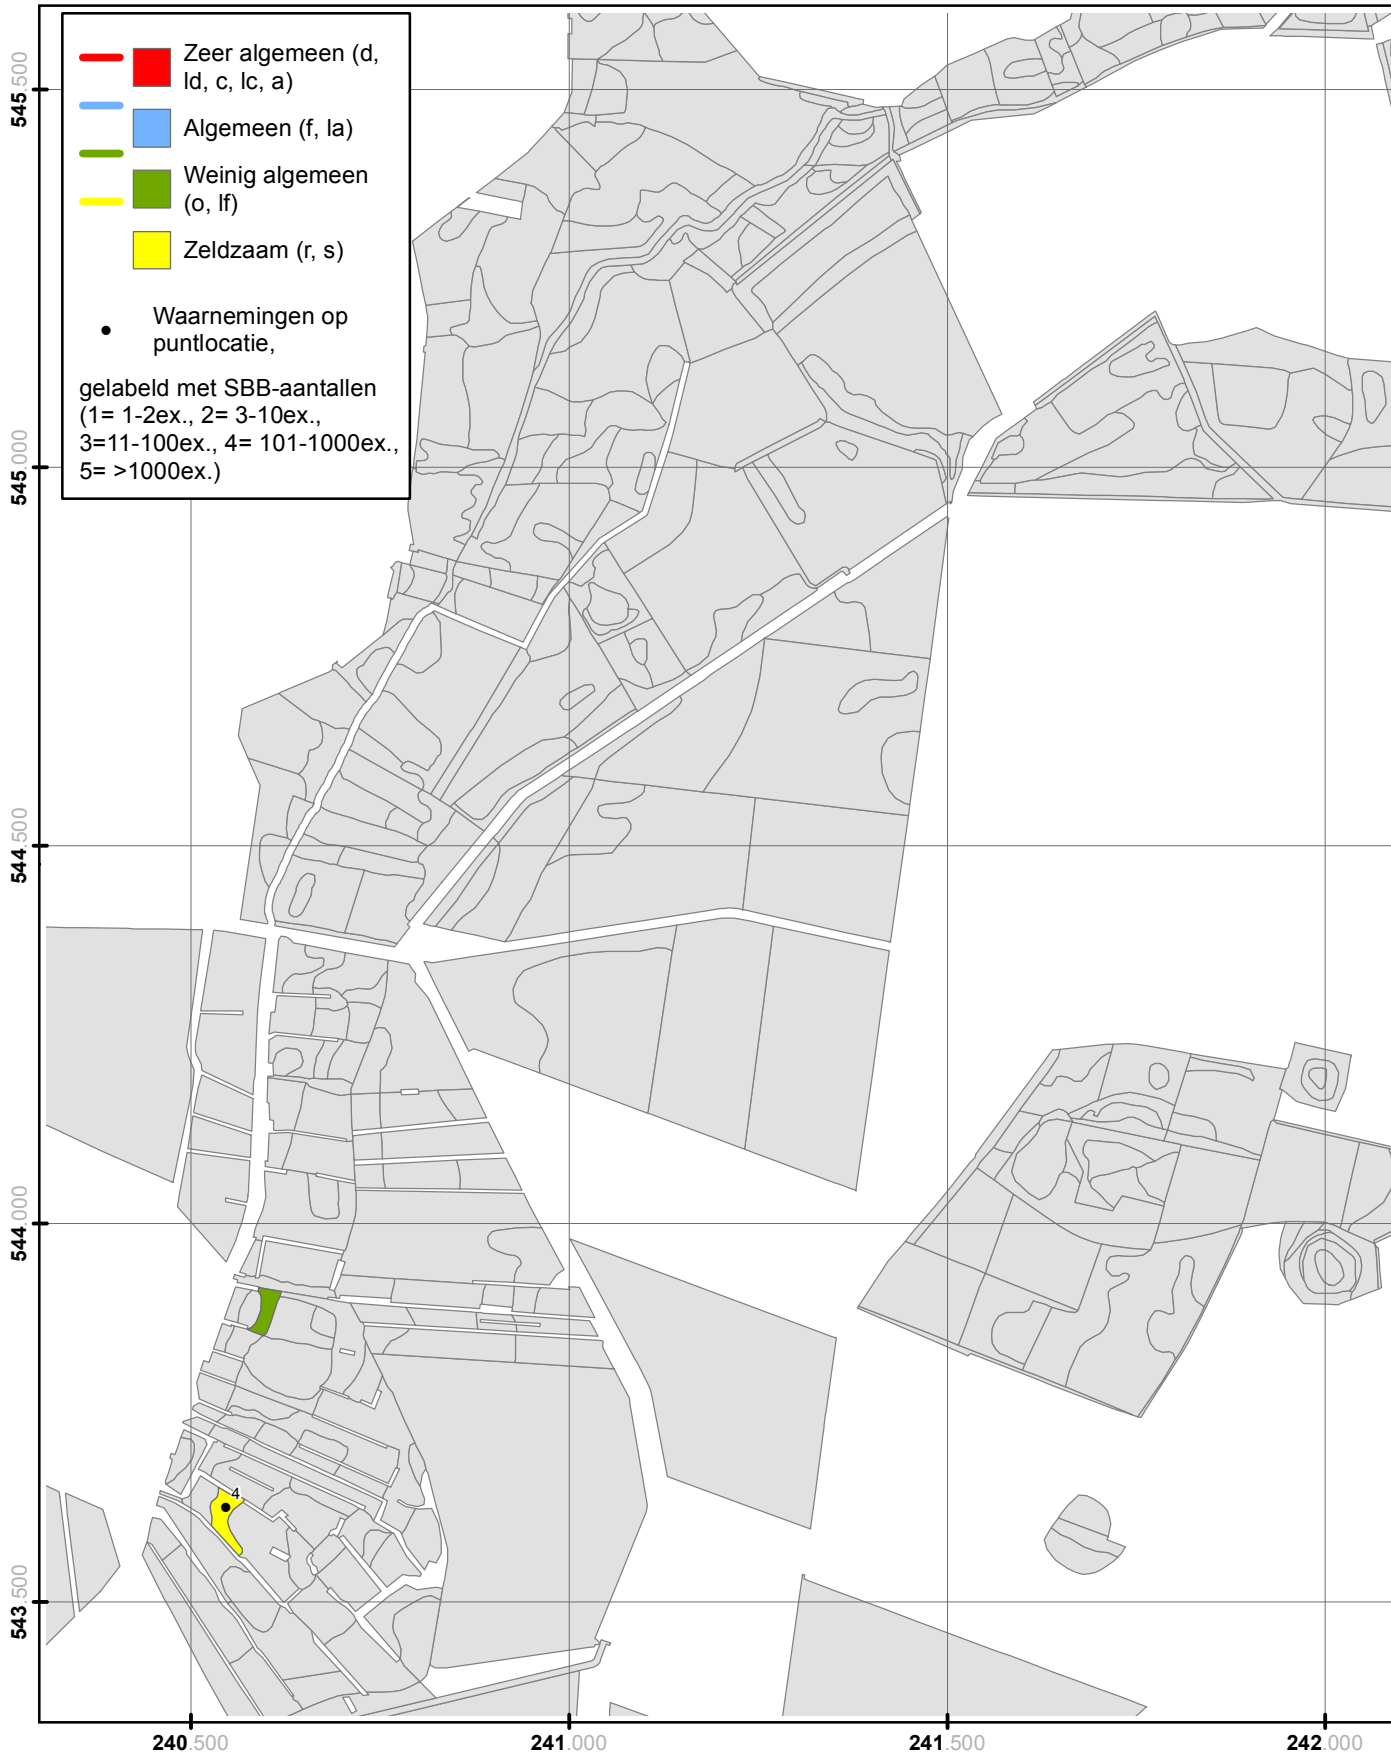 Zeer algemeen (d,
ld, c, lc, a)
Algemeen (f, la)
Weinig algemeen
(o, lf)
Zeldzaam (r, s)
Waarnemingen op
puntlocatie,
gelabeld met SBB-aantallen
(1= 1-2ex., 2= 3-10ex.,
3=11-100ex., 4= 101-1000ex.,
5= >1000ex.)
545.500
545.000
544.500
544.000
543.500
4
240.500
241.000
241.500
242.000